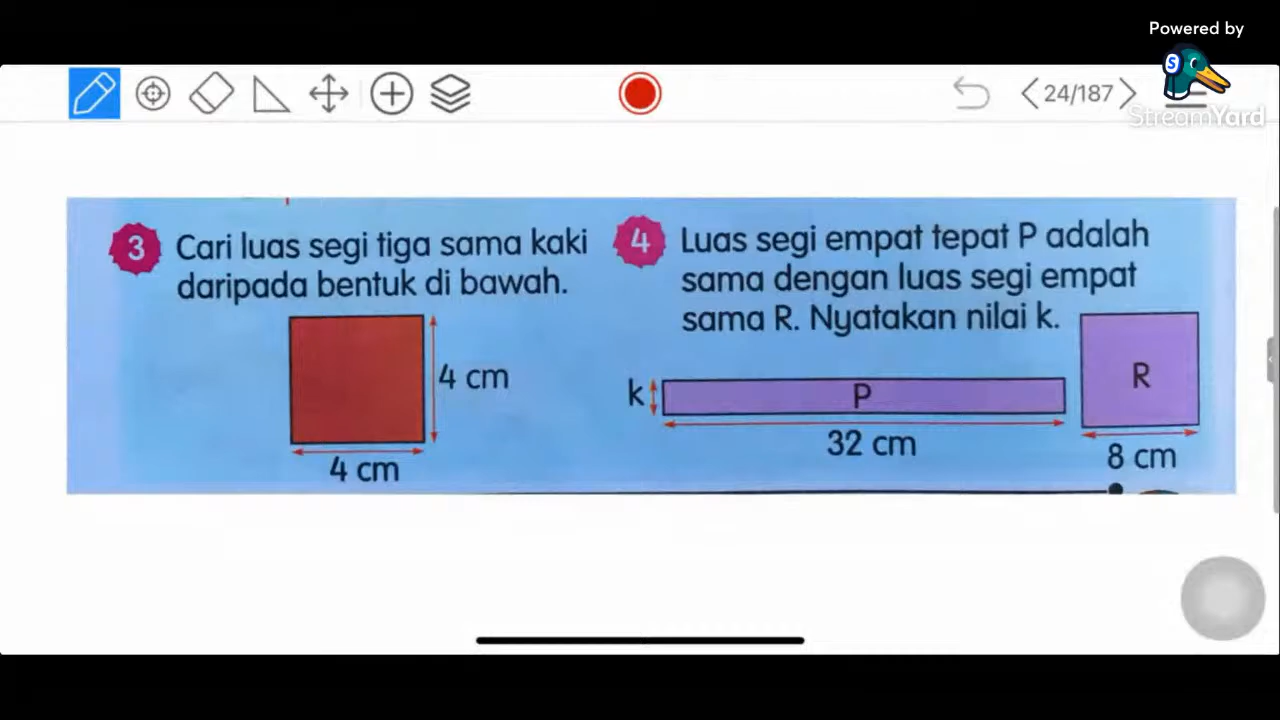 Powered by
StreamYard
24/187
3 Cari luas segi tiga sama kaki
daripada bentuk di bawah.
4 cm
4 cm
4 Luas segi empat tepat P adalah
sama dengan luas segi empat
sama R. Nyatakan nilai k.
k
P
32 cm
R
8 cm